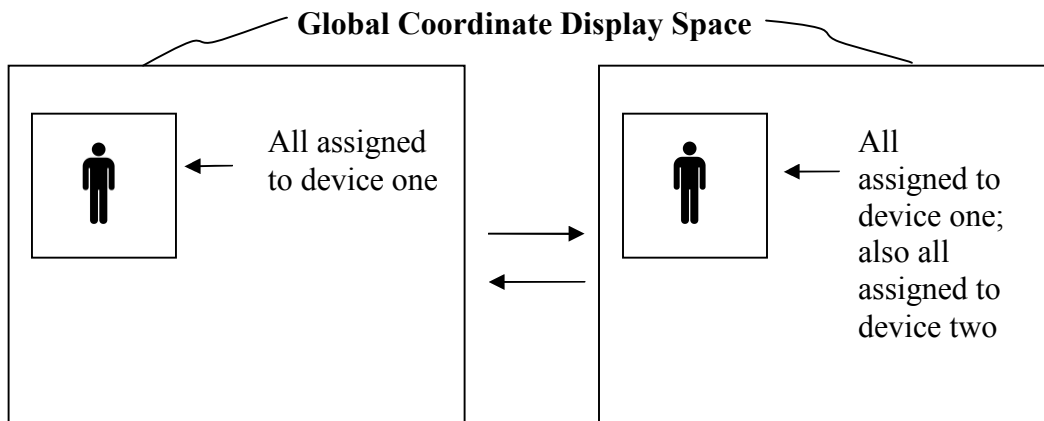 Global Coordinate Display Space
All assigned
to device one
All
assigned to
device one;
also all
assigned to
device two